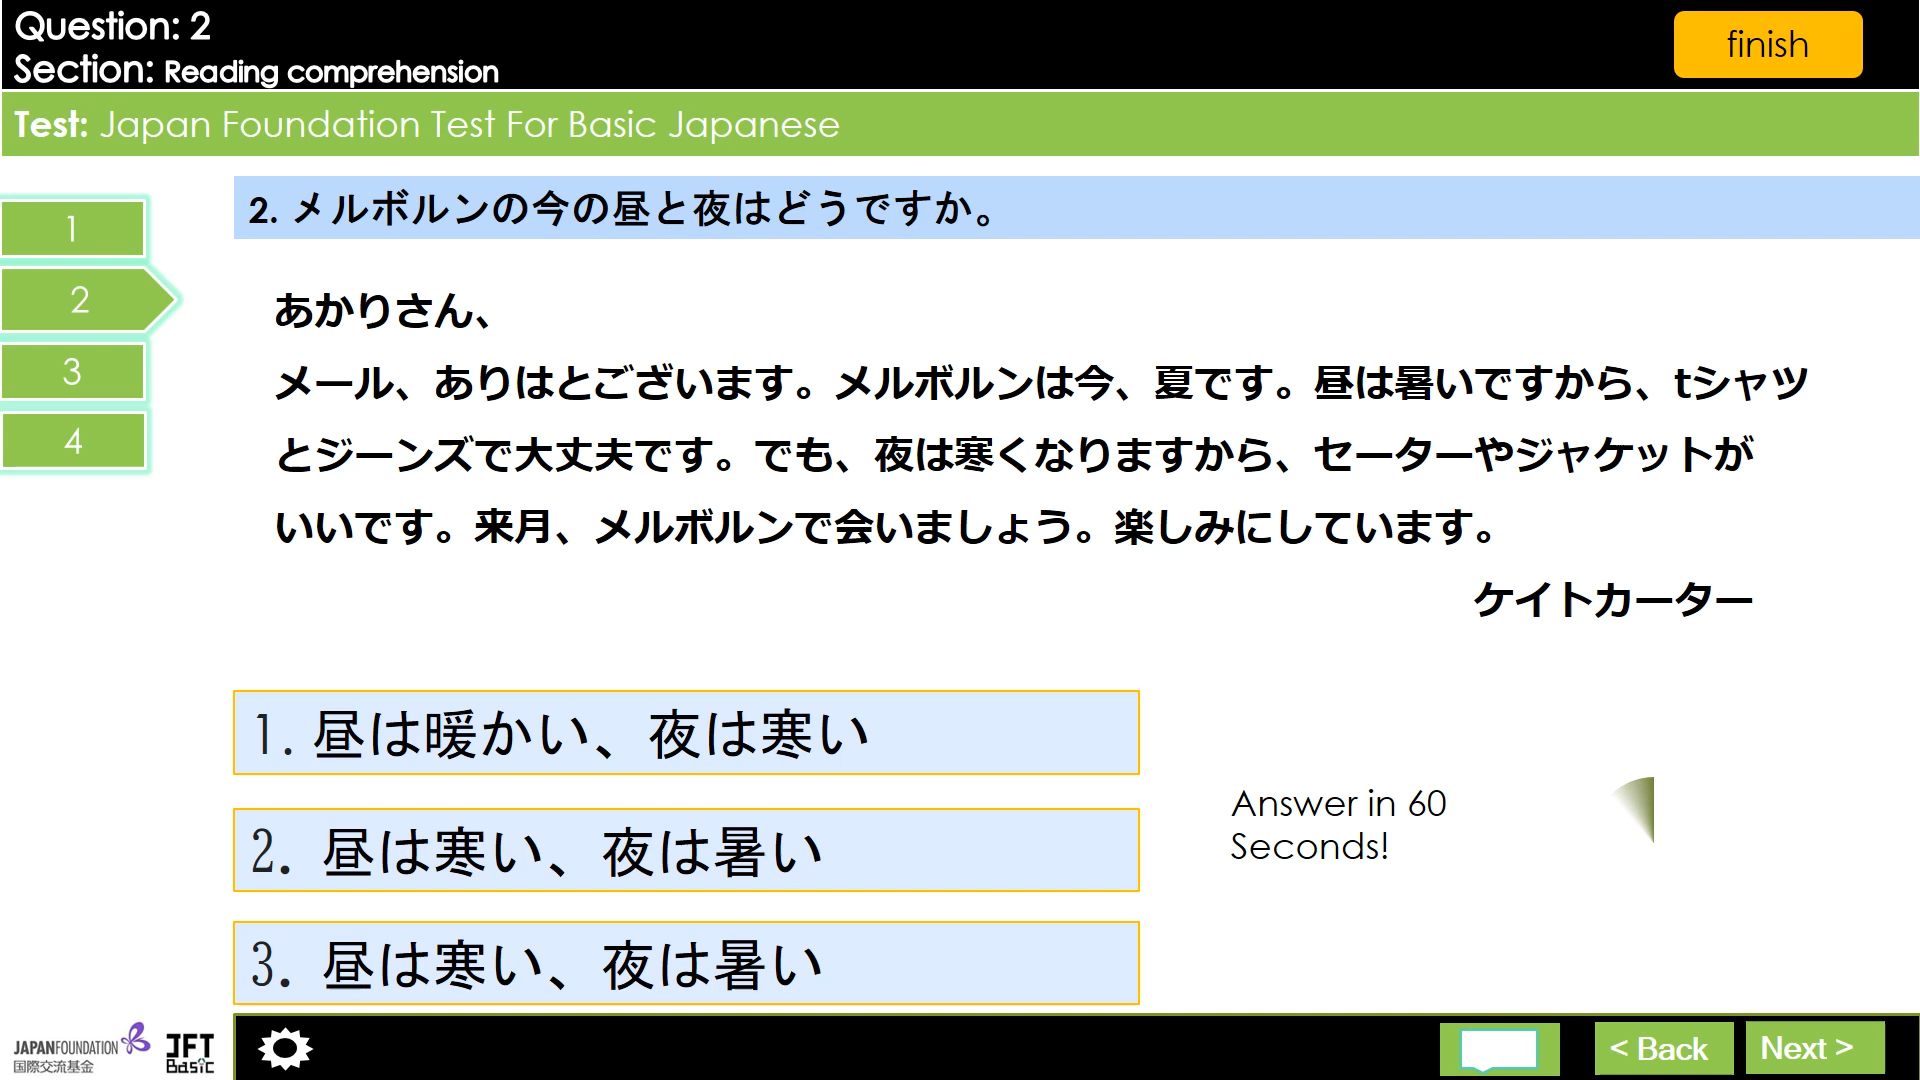 Question: 2
Section: Reading comprehension
finish
Test: Japan Foundation Test For Basic Japanese
1
2
3
4
2. メルボルンの今の昼と夜はどうですか。
あかりさん、
メール、ありはとございます。メルボルンは今、夏です。昼は暑いですから、tシャツ
とジーンズで大丈夫です。でも、夜は寒くなりますから、セーターやジャケットが
いいです。来月、メルボルンで会いましょう。楽しみにしています。
ケイトカーター
1. 昼は暖かい、夜は寒い
2. 昼は寒い、夜は暑い
3. 昼は寒い、夜は暑い
Answer in 60
Seconds!
JAPANFOUNDATION
国際交流基金
JFT
Basic
< Back
Next >